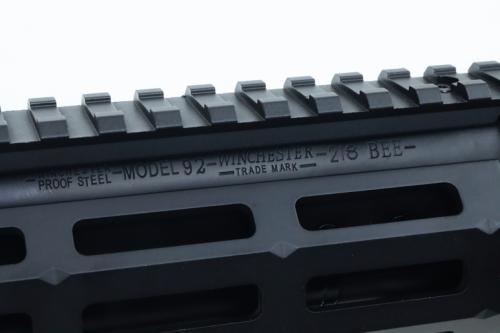 PROOF STEEL -MODEL 92-WINCHESTER-218 BEE-
-TRADE MARK-